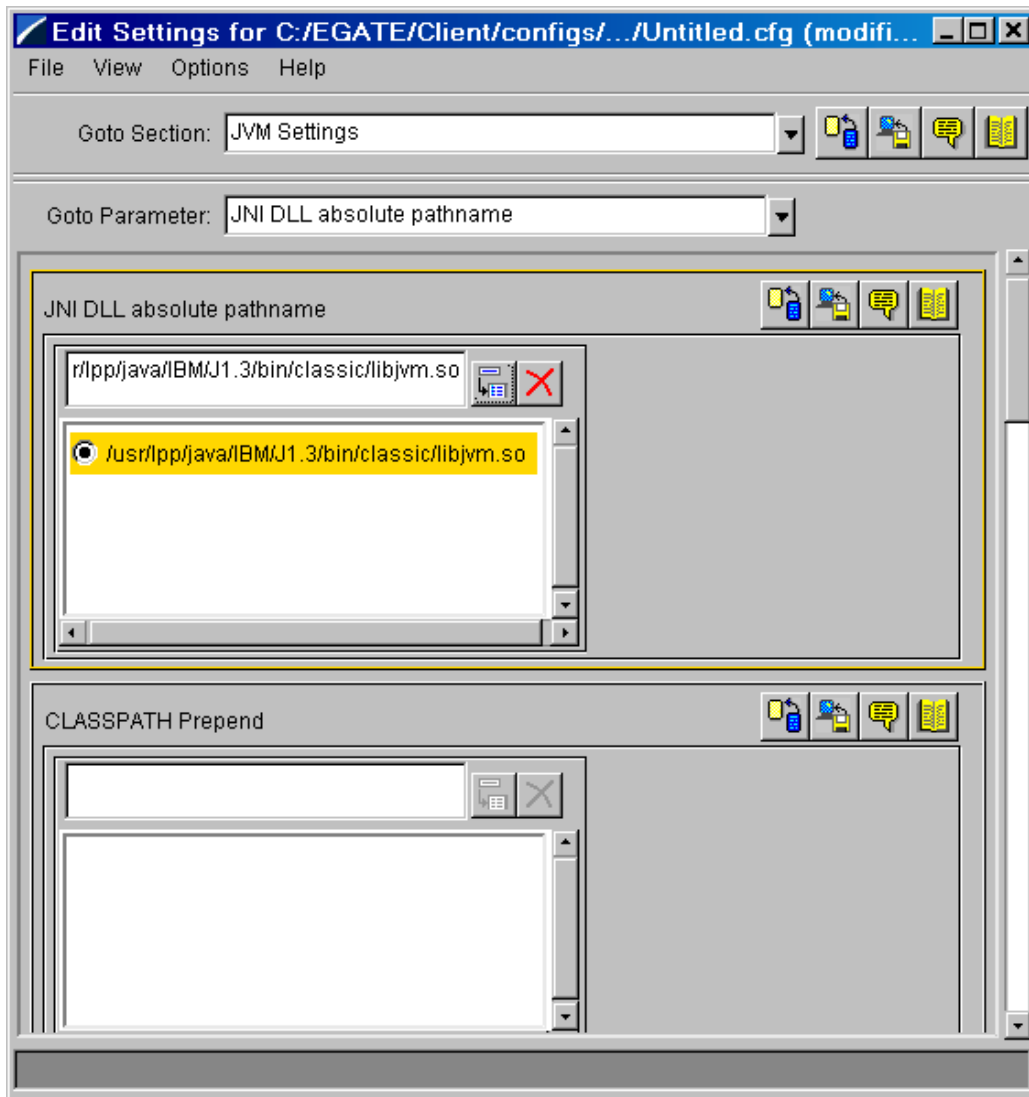 Edit Settings for C:/EGATE/Client/configs/.../Untitled.cfg (modifi...
File View Options Help
Goto Section: JVM Settings
Goto Parameter: JNI DLL absolute pathname
JNI DLL absolute pathname
r/lpp/java/IBM/J1.3/bin/classic/libjvm.so
/usr/lpp/java/IBM/J1.3/bin/classic/libjvm.so
CLASSPATH Prepend